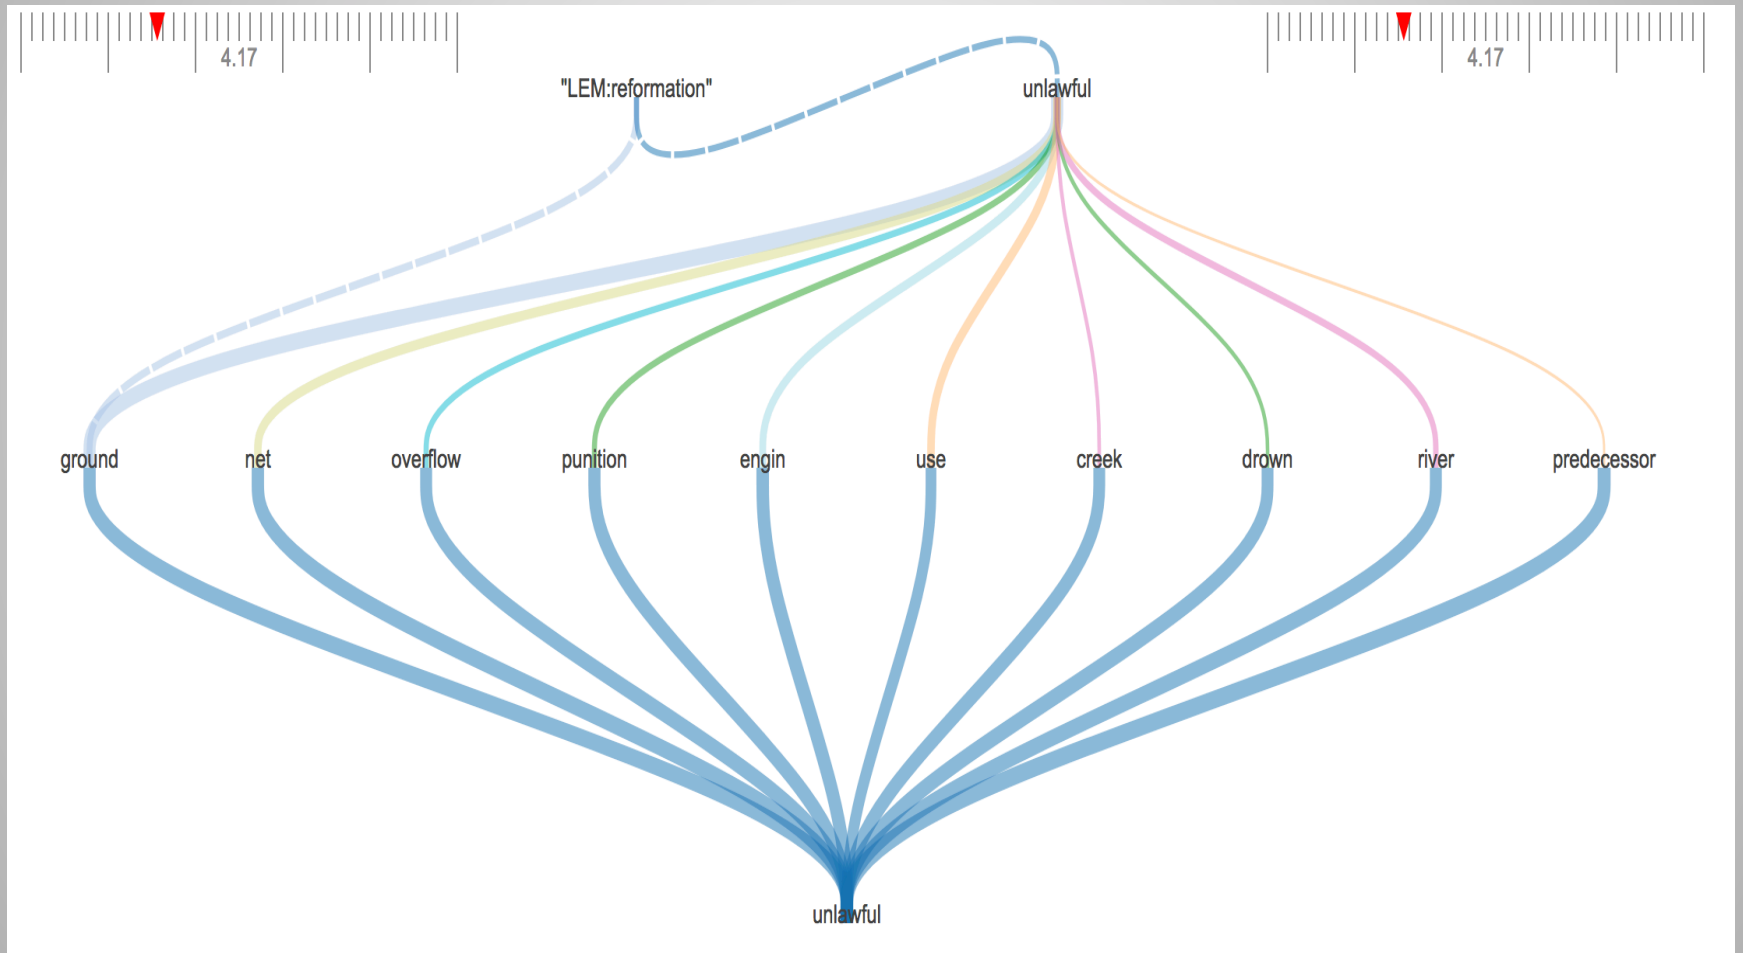 4.17
4.17
"LEM:reformation" unlawful
ground net overflow punition engin use creek drown river predecessor
unlawful